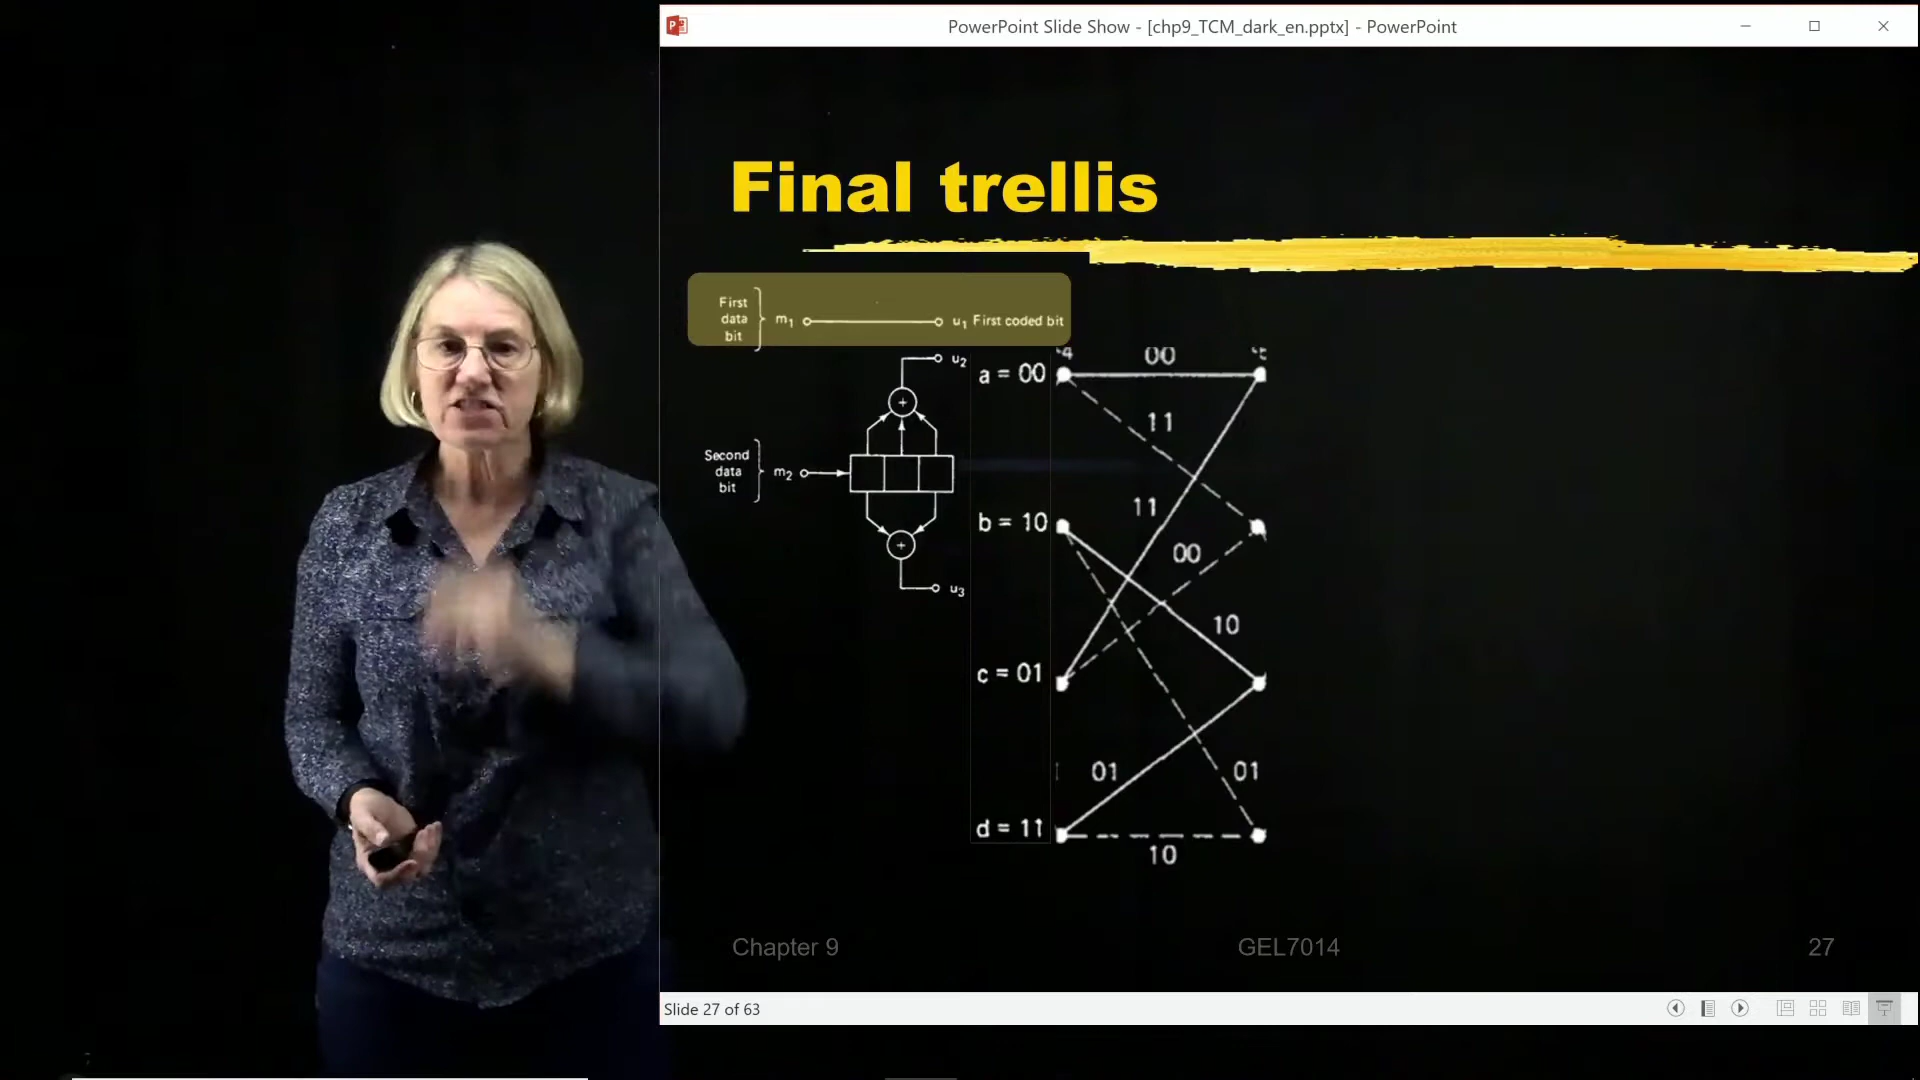 PowerPoint Slide Show - [chp9_TCM_dark_en.pptx] - PowerPoint
Final trellis
First
data
bit
m1
u1 First coded bit
u2
Second
data
bit
m2
u3
a = 00
b = 10
c = 01
d = 11
00
11
11
00
10
01
01
10
Chapter 9
GEL7014
27
Slide 27 of 63